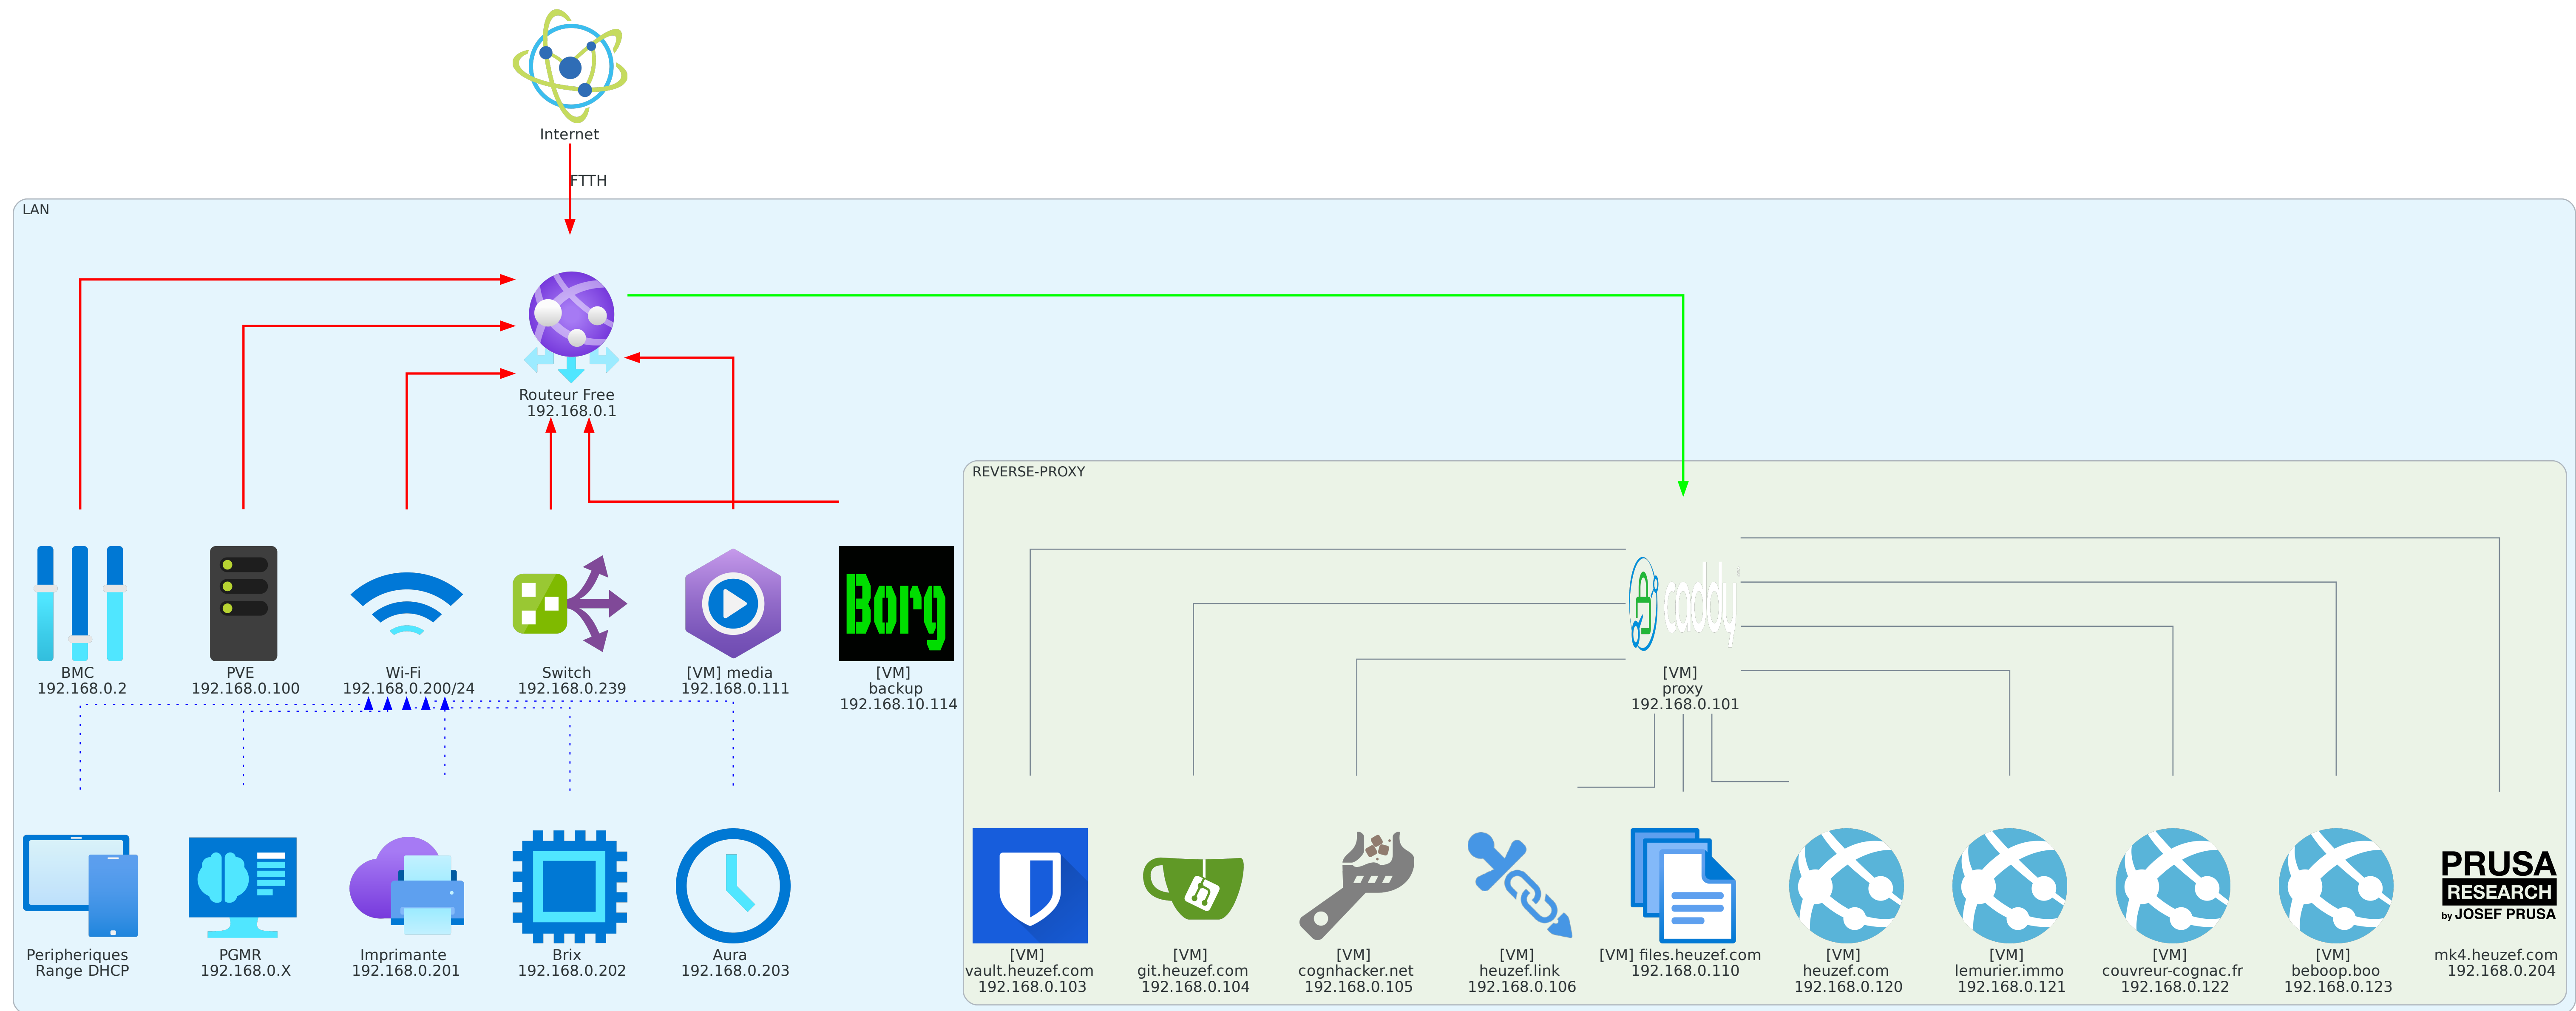 Internet
FTTH
LAN
Routeur Free
192.168.0.1
REVERSE-PROXY
Borg
caddy
BMC
192.168.0.2
PVE
192.168.0.100
Wi-Fi
192.168.0.200/24
Switch
192.168.0.239
[VM] media
192.168.0.111
[VM]
backup
192.168.10.114
[VM]
proxy
192.168.0.101
PRUSA
RESEARCH
by JOSEF PRUSA
Peripheriques
Range DHCP
PGMR
192.168.0.X
Imprimante
192.168.0.201
Brix
192.168.0.202
Aura
192.168.0.203
[VM]
vault.heuzef.com
192.168.0.103
[VM]
git.heuzef.com
192.168.0.104
[VM]
cognhacker.net
192.168.0.105
[VM]
heuzef.link
192.168.0.106
[VM] files.heuzef.com
192.168.0.110
[VM]
heuzef.com
192.168.0.120
[VM]
lemurier.immo
192.168.0.121
[VM]
couvreur-cognac.fr
192.168.0.122
[VM]
beboop.boo
192.168.0.123
mk4.heuzef.com
192.168.0.204